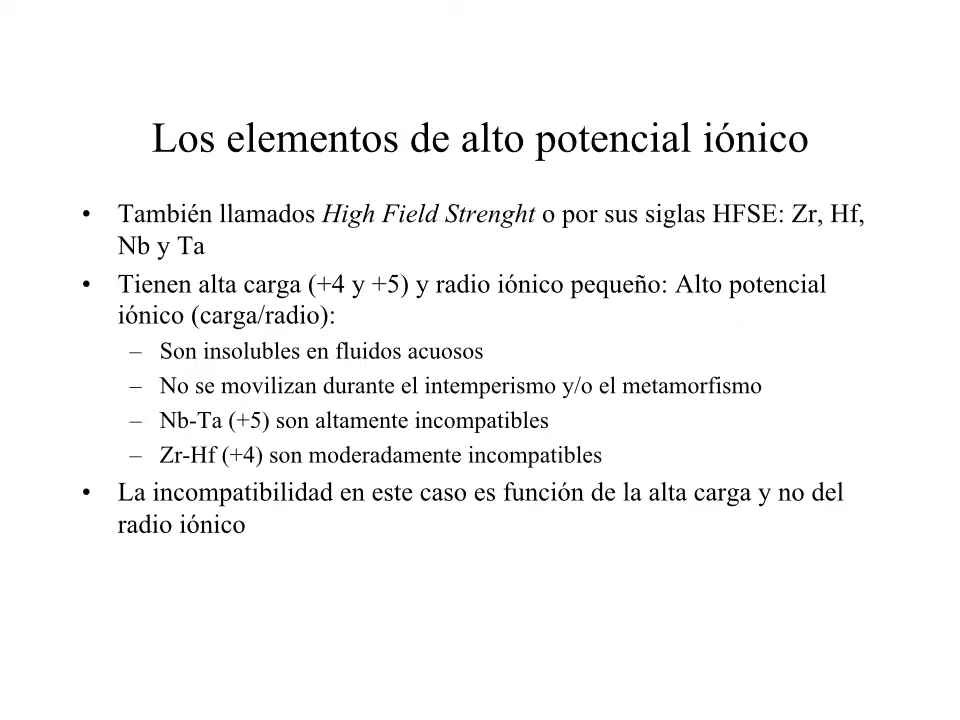 Los elementos de alto potencial iónico
• También llamados High Field Strenght o por sus siglas HFSE: Zr, Hf,
Nb y Ta
• Tienen alta carga (+4 y +5) y radio iónico pequeño: Alto potencial
iónico (carga/radio):
– Son insolubles en fluidos acuosos
– No se movilizan durante el intemperismo y/o el metamorfismo
– Nb-Ta (+5) son altamente incompatibles
– Zr-Hf (+4) son moderadamente incompatibles
• La incompatibilidad en este caso es función de la alta carga y no del
radio iónico